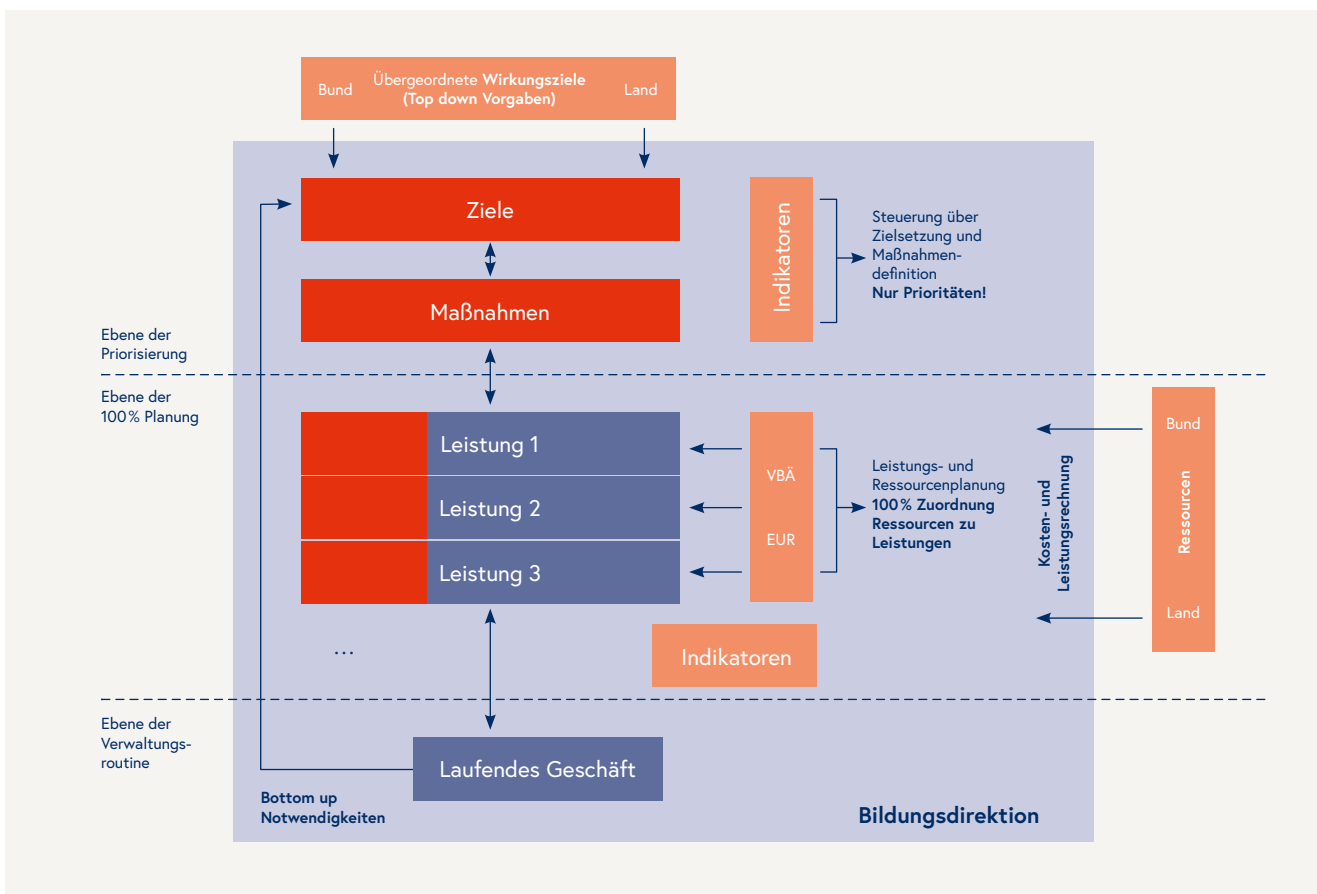 Übergeordnete Wirkungsziele
(Top down Vorgaben)
Bund
Land
Ziele
Maßnahmen
Indikatoren
Steuerung über
Zielsetzung und
Maßnahmen-
definition
Nur Prioritäten!
Ebene der
Priorisierung
Ebene der
100% Planung
Leistung 1
Leistung 2
Leistung 3
...
VBÄ
EUR
Leistungs- und
Ressourcenplanung
100% Zuordnung
Ressourcen zu
Leistungen
Kosten- und
Leistungsrechnung
Bund
Ressourcen
Land
Indikatoren
Ebene der
Verwaltungs-
routine
Laufendes Geschäft
Bottom up
Notwendigkeiten
Bildungsdirektion